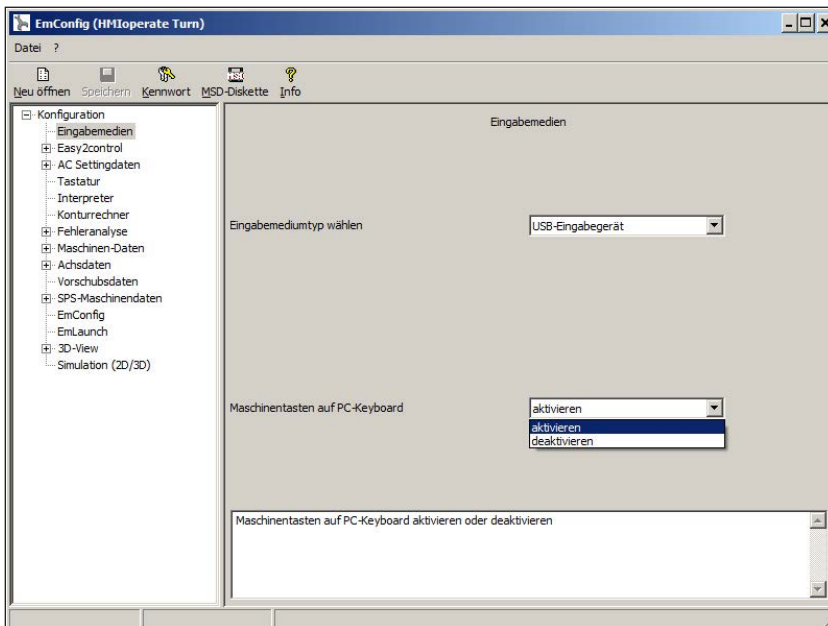 EmConfig (HMIoperate Turn)
Datei ?
Neu öffnen Speichern Kennwort MSD-Diskette Info
Konfiguration
Eingabemedien
Easy2control
AC Settingdaten
Tastatur
Interpreter
Konturrechner
Fehleranalyse
Maschinen-Daten
Achsdaten
Vorschubsdaten
SPS-Maschinendaten
EmConfig
EmLaunch
3D-View
Simulation (2D/3D)
Eingabemedien
Eingabemediumtyp wählen USB-Eingabegerät
Maschinentasten auf PC-Keyboard aktivieren
aktivieren
deaktivieren
Maschinentasten auf PC-Keyboard aktivieren oder deaktivieren